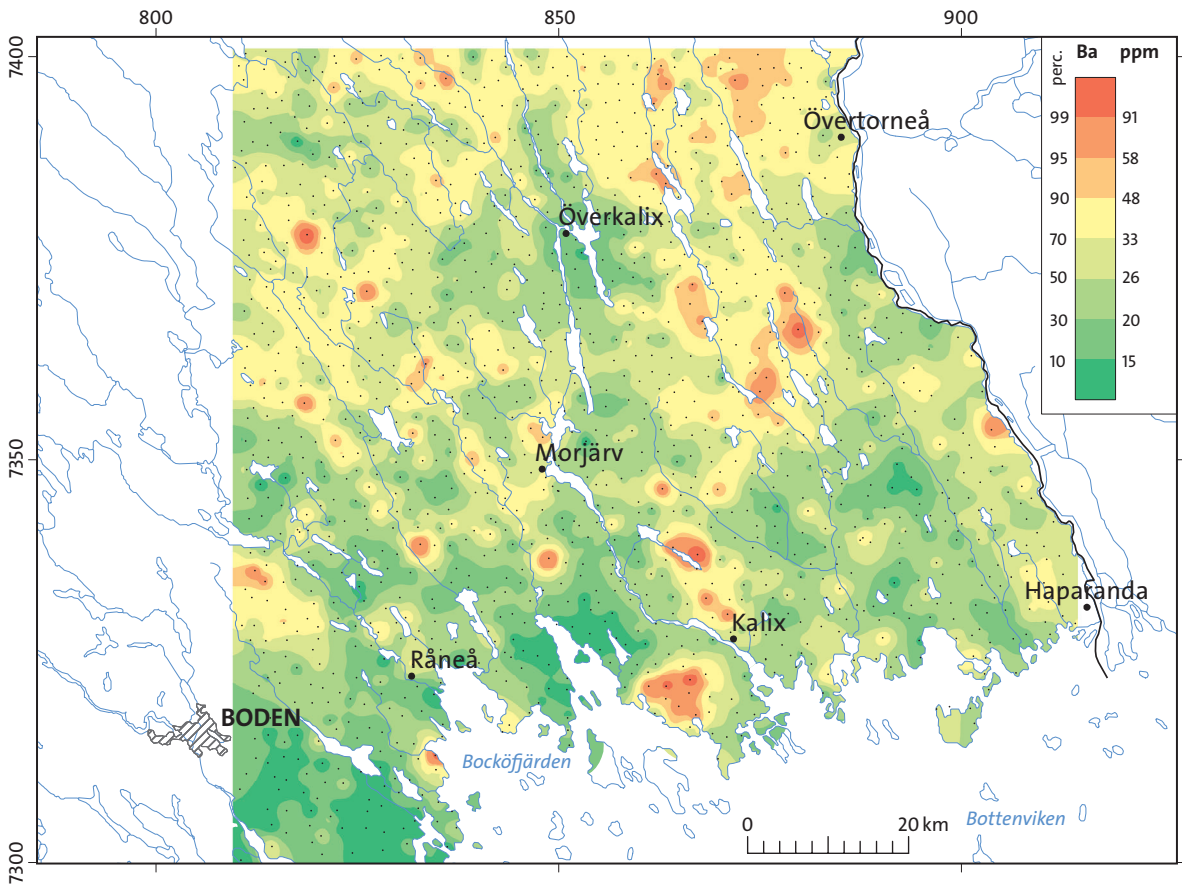 800 850 900
7400
7350
7300
perc. Ba ppm
99 91
95 58
90 48
70 33
50 26
30 20
10 15
Övertorneå
Överkalix
Morjärv
Haparanda
Kalix
Råneå
BODEN
Bocköfjärden
Bottenviken
0 20 km